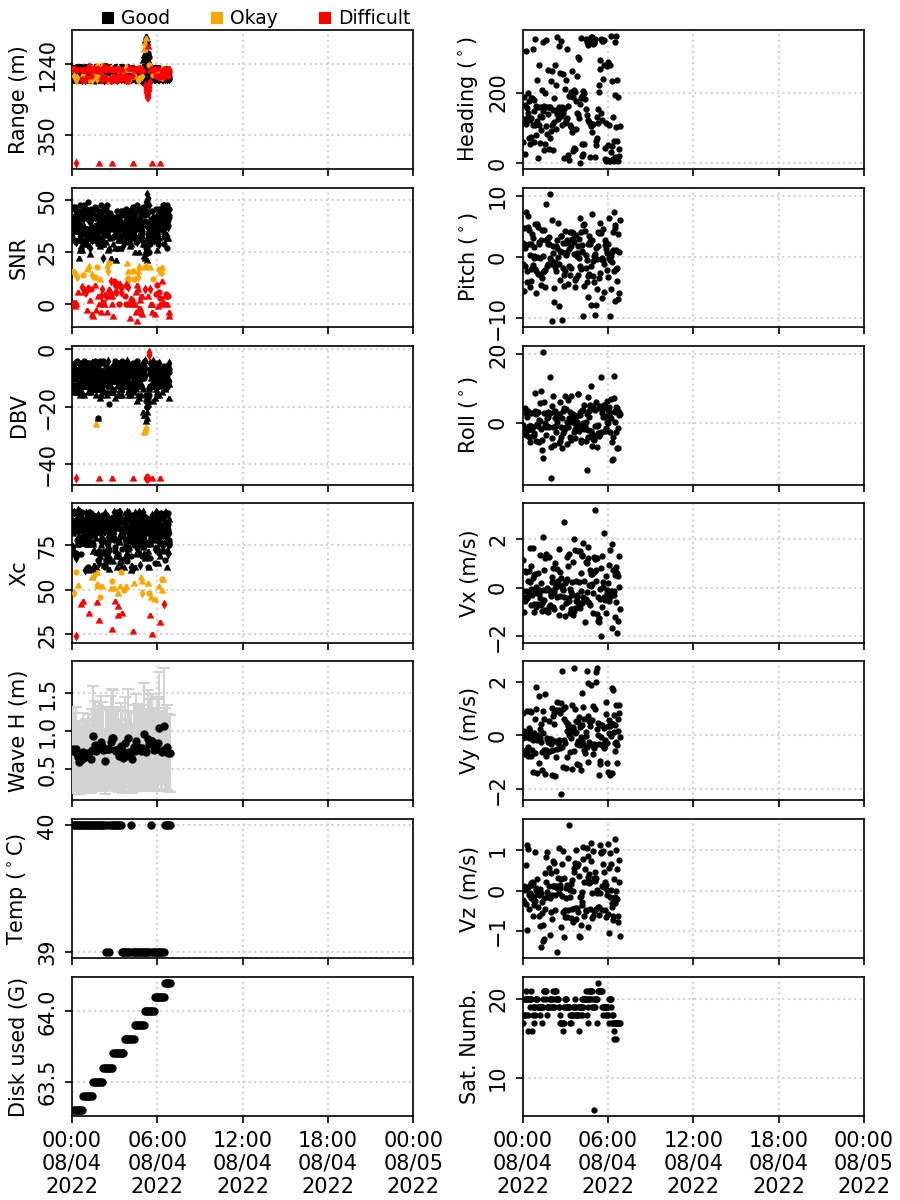 Good Okay Difficult
Range (m)
1240
350
Heading (°)
200
0
SNR
50
25
0
Pitch (°)
10
0
−10
DBV
0
−20
−40
Roll (°)
20
0
Xc
75
50
25
Vx (m/s)
2
0
−2
Wave H (m)
1.5
1.0
0.5
Vy (m/s)
2
0
−2
Temp (°C)
40
39
Vz (m/s)
1
0
−1
Disk used (G)
64.0
63.5
Sat. Numb.
20
10
00:00 06:00 12:00 18:00 00:00
08/04 08/04 08/04 08/04 08/05
2022 2022 2022 2022 2022
00:00 06:00 12:00 18:00 00:00
08/04 08/04 08/04 08/04 08/05
2022 2022 2022 2022 2022